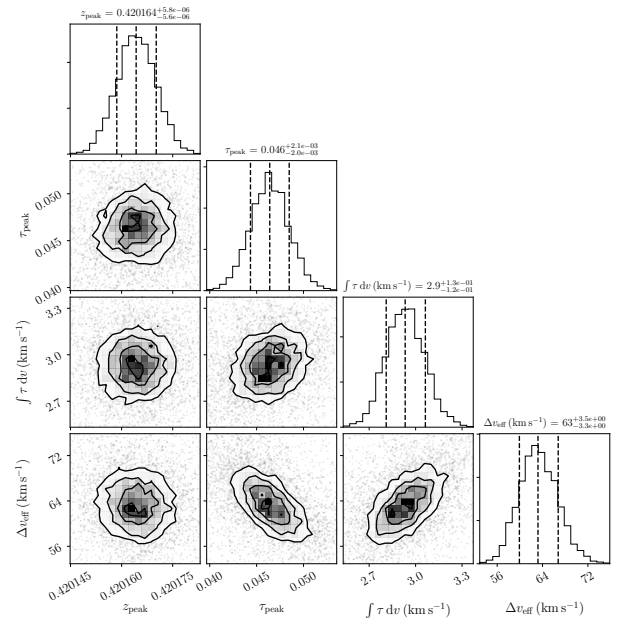 z_peak = 0.420164^{+5.8e−06}_{−5.6e−06}
τ_peak = 0.046^{+2.1e−03}_{−2.0e−03}
0.050
0.045
0.040
τ_peak
∫ τ dv (km s⁻¹) = 2.9^{+1.3e−01}_{−1.2e−01}
3.3
3.0
2.7
∫ τ dv (km s⁻¹)
Δv_eff (km s⁻¹) = 63^{+3.5e+00}_{−3.3e+00}
72
64
56
Δv_eff (km s⁻¹)
0.420145 0.420160 0.420175
0.040 0.045 0.050
2.7 3.0 3.3
56 64 72
z_peak
τ_peak
∫ τ dv (km s⁻¹)
Δv_eff (km s⁻¹)